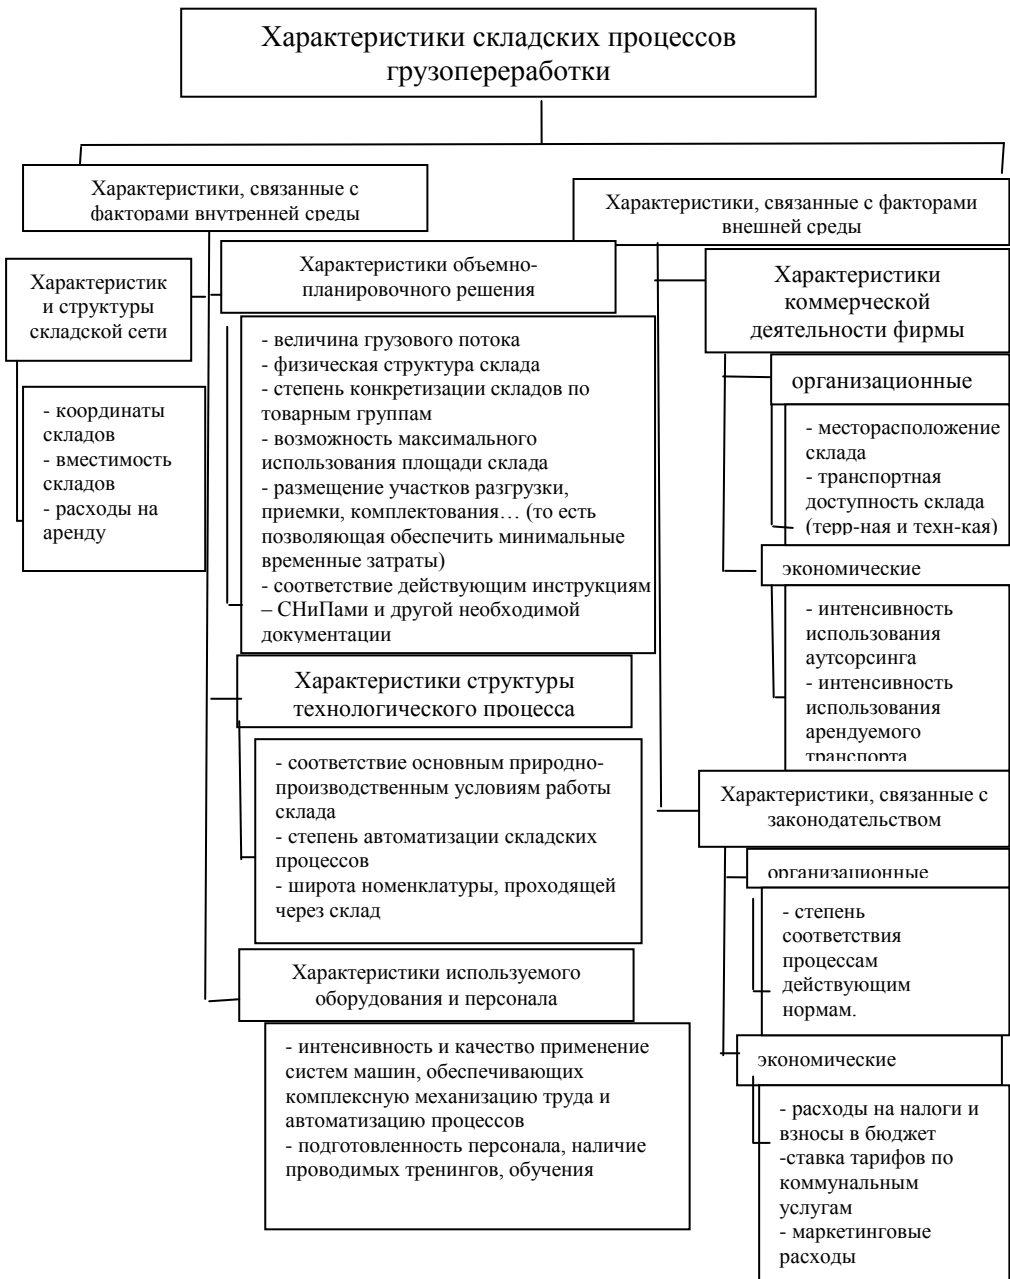 Характеристики складских процессов
грузопереработки
Характеристики, связанные с
факторами внутренней среды
Характеристики, связанные с факторами
внешней среды
Характеристик
и структуры
складской сети
- координаты
складов
- вместимость
складов
- расходы на
аренду
Характеристики объемно-
планировочного решения
- величина грузового потока
- физическая структура склада
- степень конкретизации складов по
товарным группам
- возможность максимального
использования площади склада
- размещение участков разгрузки,
приемки, комплектования… (то есть
позволяющая обеспечить минимальные
временные затраты)
- соответствие действующим инструкциям
– СНиПами и другой необходимой
документации
Характеристики структуры
технологического процесса
- соответствие основным природно-
производственным условиям работы
склада
- степень автоматизации складских
процессов
- широта номенклатуры, проходящей
через склад
Характеристики используемого
оборудования и персонала
- интенсивность и качество применение
систем машин, обеспечивающих
комплексную механизацию труда и
автоматизацию процессов
- подготовленность персонала, наличие
проводимых тренингов, обучения
Характеристики
коммерческой
деятельности фирмы
организационные
- месторасположение
склада
- транспортная
доступность склада
(терр-ная и техн-кая)
экономические
- интенсивность
использования
аутсорсинга
- интенсивность
использования
арендуемого
транспорта
Характеристики, связанные с
законодательством
организационные
- степень
соответствия
процессам
действующим
нормам.
экономические
- расходы на налоги и
взносы в бюджет
-ставка тарифов по
коммунальным
услугам
- маркетинговые
расходы